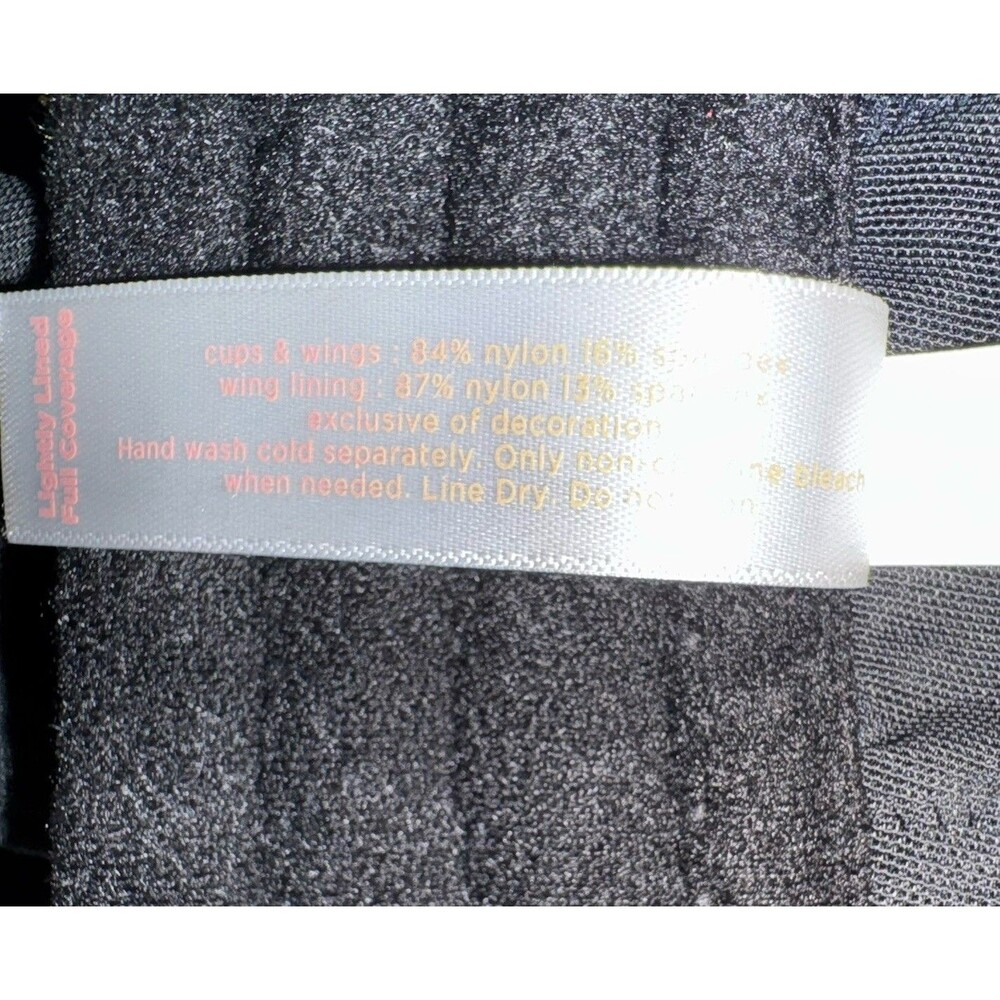 Lightly Lined
Full Coverage
cups & wings : 84% nylon 16%
wing lining : 87% nylon 13%
exclusive of decoration
Hand wash cold separately. Only Bleach
when needed. Line Dry. Do